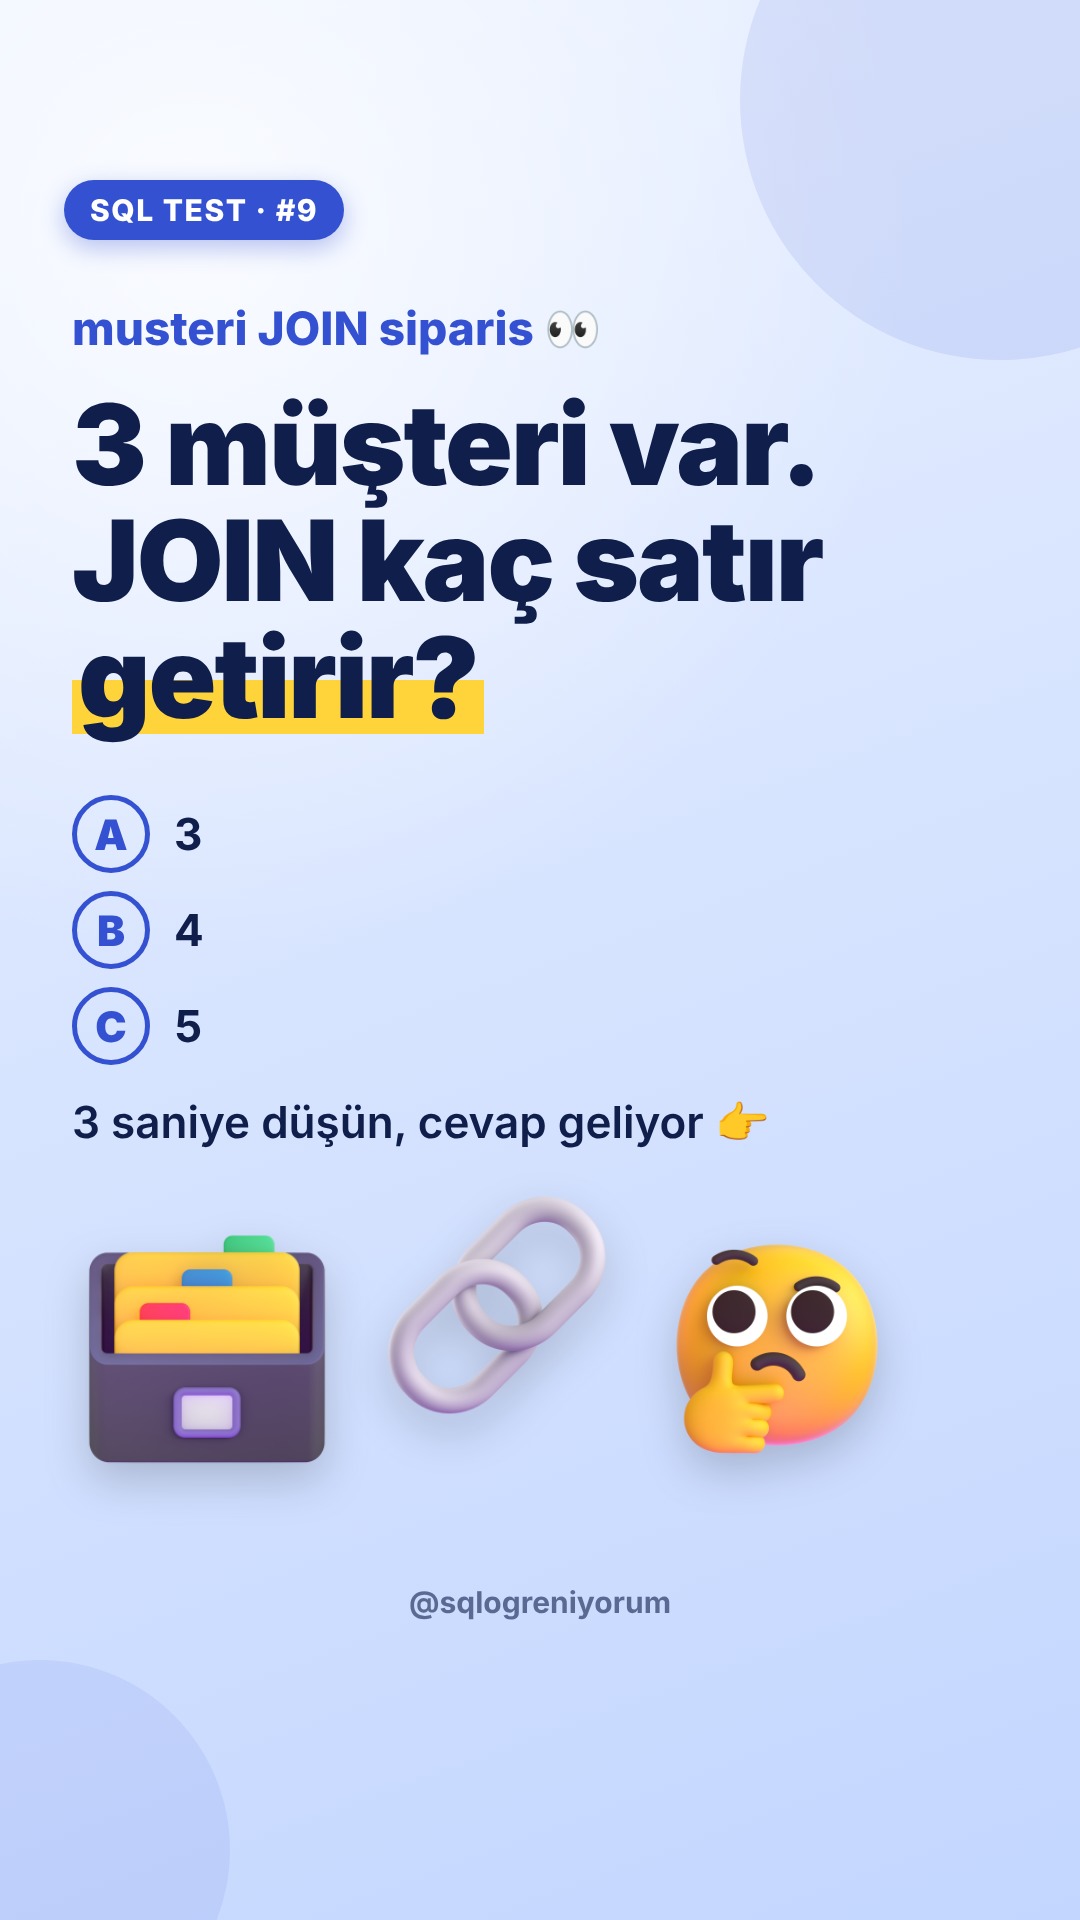 SQL TEST · #9
musteri JOIN siparis 👀
3 müşteri var.
JOIN kaç satır
getirir?
A 3
B 4
C 5
3 saniye düşün, cevap geliyor 👉
@sqlogreniyorum